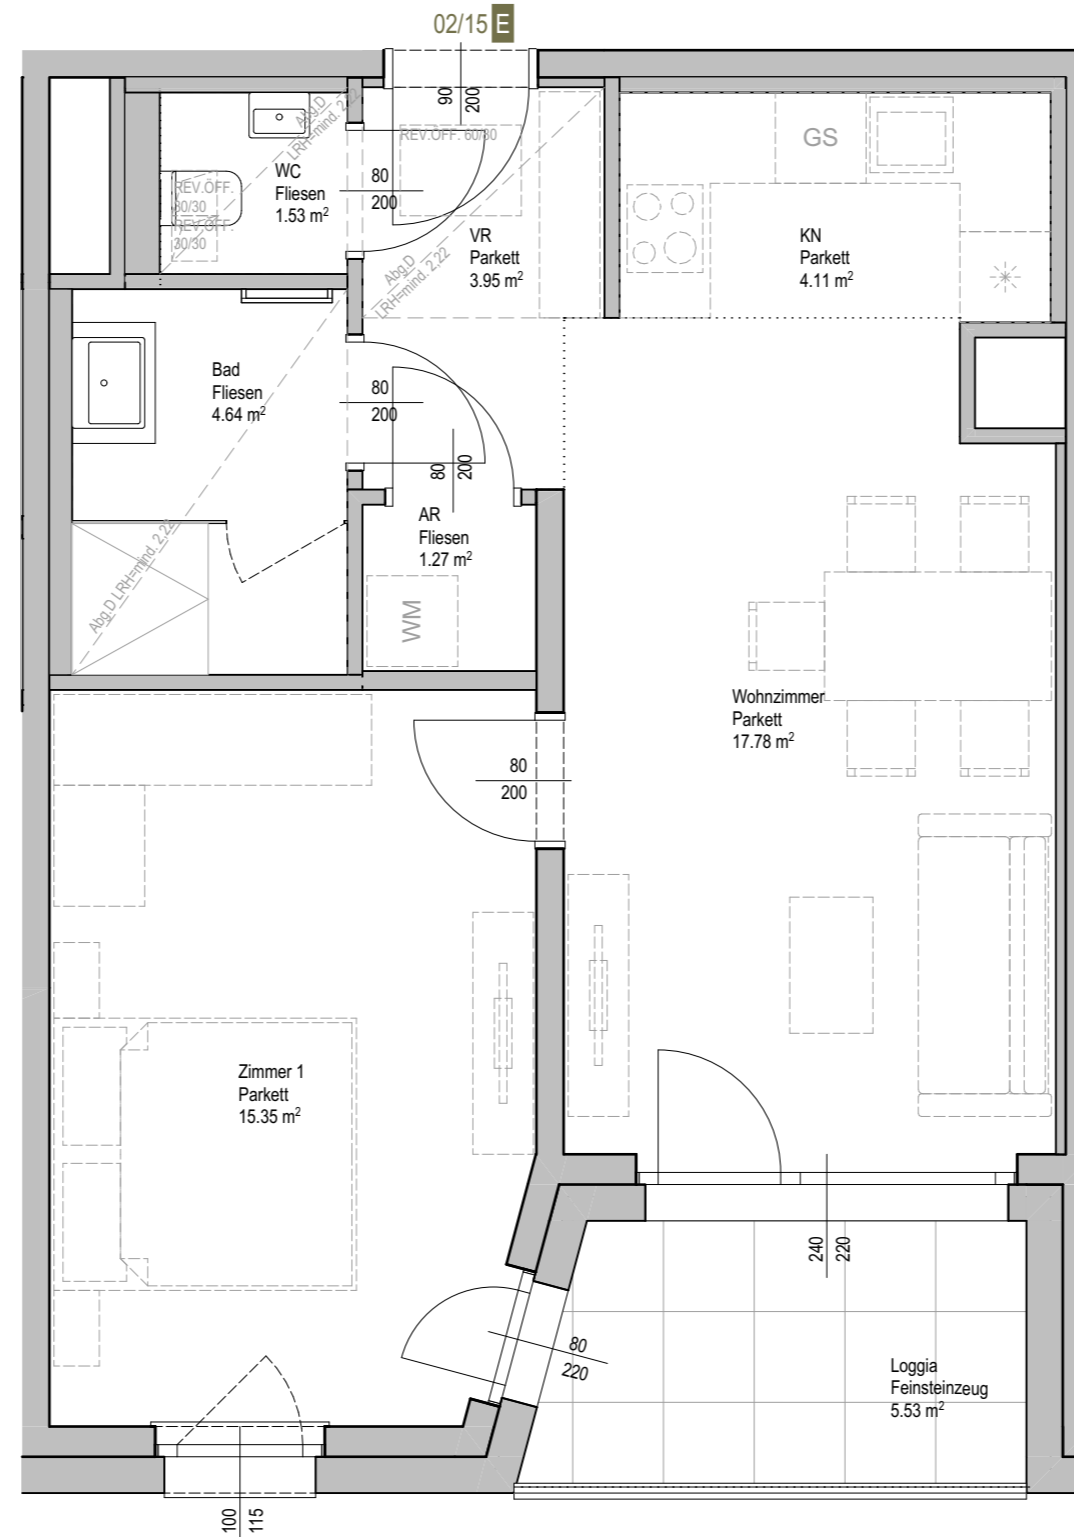 02/15 E
90
200
Abg.D
LRH=mind. 2,22
REV.ÖFF. 60/30
WC
Fliesen
1.53 m²
REV.ÖFF.
30/30
REV.ÖFF.
30/30
80
200
VR
Parkett
3.95 m²
Abg.D
LRH=mind. 2,22
GS
KN
Parkett
4.11 m²
Bad
Fliesen
4.64 m²
80
200
80
200
AR
Fliesen
1.27 m²
WM
Abg.D LRH=mind. 2,22
Wohnzimmer
Parkett
17.78 m²
80
200
Zimmer 1
Parkett
15.35 m²
240
220
80
220
Loggia
Feinsteinzeug
5.53 m²
100
115